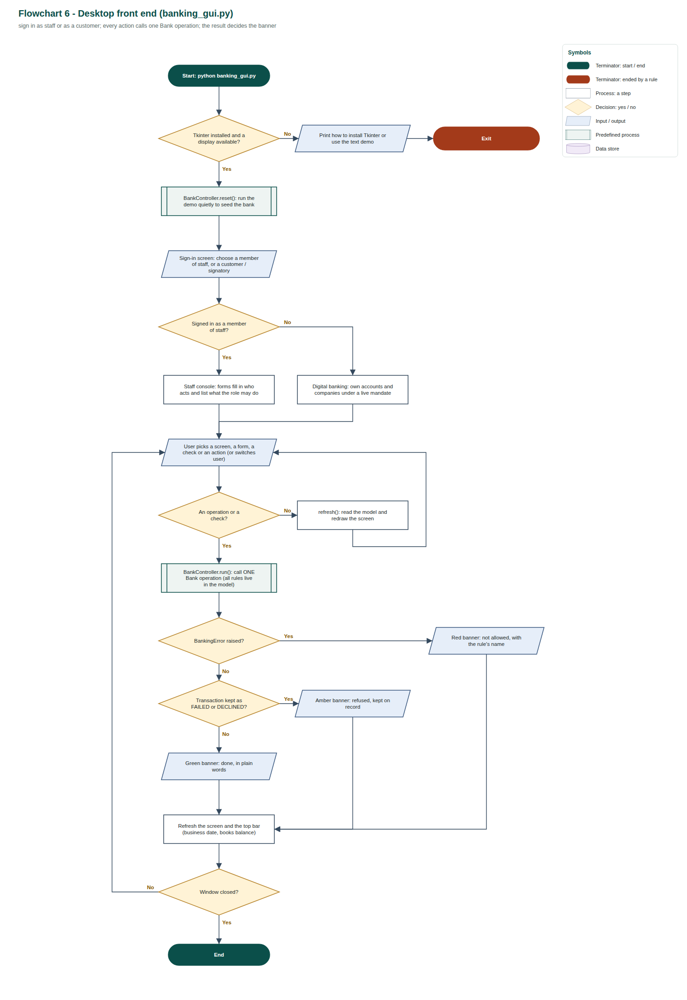 Flowchart 6 - Desktop front end (banking_gui.py)
sign in as staff or as a customer; every action calls one Bank operation; the result decides the banner
Symbols
Terminator: start / end
Terminator: ended by a rule
Process: a step
Decision: yes / no
Input / output
Predefined process
Data store
Start: python banking_gui.py
Tkinter installed and a
display available?
No
Print how to install Tkinter or
use the text demo
Exit
Yes
BankController.reset(): run the
demo quietly to seed the bank
Sign-in screen: choose a member
of staff, or a customer /
signatory
Signed in as a member
of staff?
No
Yes
Staff console: forms fill in who
acts and list what the role may do
Digital banking: own accounts and
companies under a live mandate
User picks a screen, a form, a
check or an action (or switches
user)
An operation or a
check?
No
refresh(): read the model and
redraw the screen
Yes
BankController.run(): call ONE
Bank operation (all rules live
in the model)
BankingError raised?
Yes
Red banner: not allowed, with
the rule's name
No
Transaction kept as
FAILED or DECLINED?
Yes
Amber banner: refused, kept on
record
No
Green banner: done, in plain
words
Refresh the screen and the top bar
(business date, books balance)
No
Window closed?
Yes
End